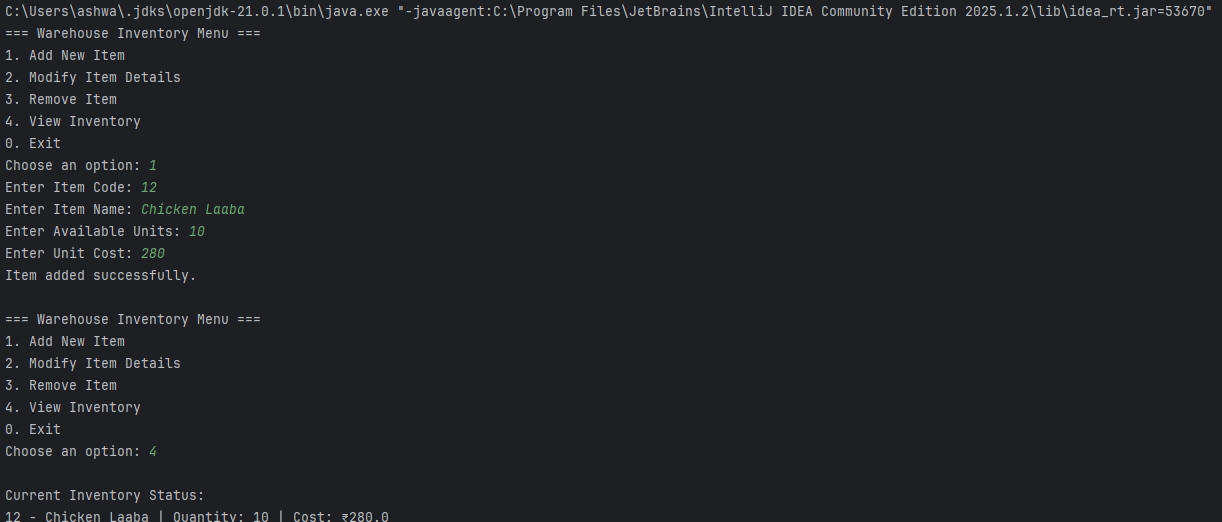 C:\Users\ashwa\.jdks\openjdk-21.0.1\bin\java.exe "-javaagent:C:\Program Files\JetBrains\IntelliJ IDEA Community Edition 2025.1.2\lib\idea_rt.jar=53670"
=== Warehouse Inventory Menu ===
1. Add New Item
2. Modify Item Details
3. Remove Item
4. View Inventory
0. Exit
Choose an option: 1
Enter Item Code: 12
Enter Item Name: Chicken Laaba
Enter Available Units: 10
Enter Unit Cost: 280
Item added successfully.

=== Warehouse Inventory Menu ===
1. Add New Item
2. Modify Item Details
3. Remove Item
4. View Inventory
0. Exit
Choose an option: 4

Current Inventory Status:
12 - Chicken Laaba | Quantity: 10 | Cost: ₹280.0